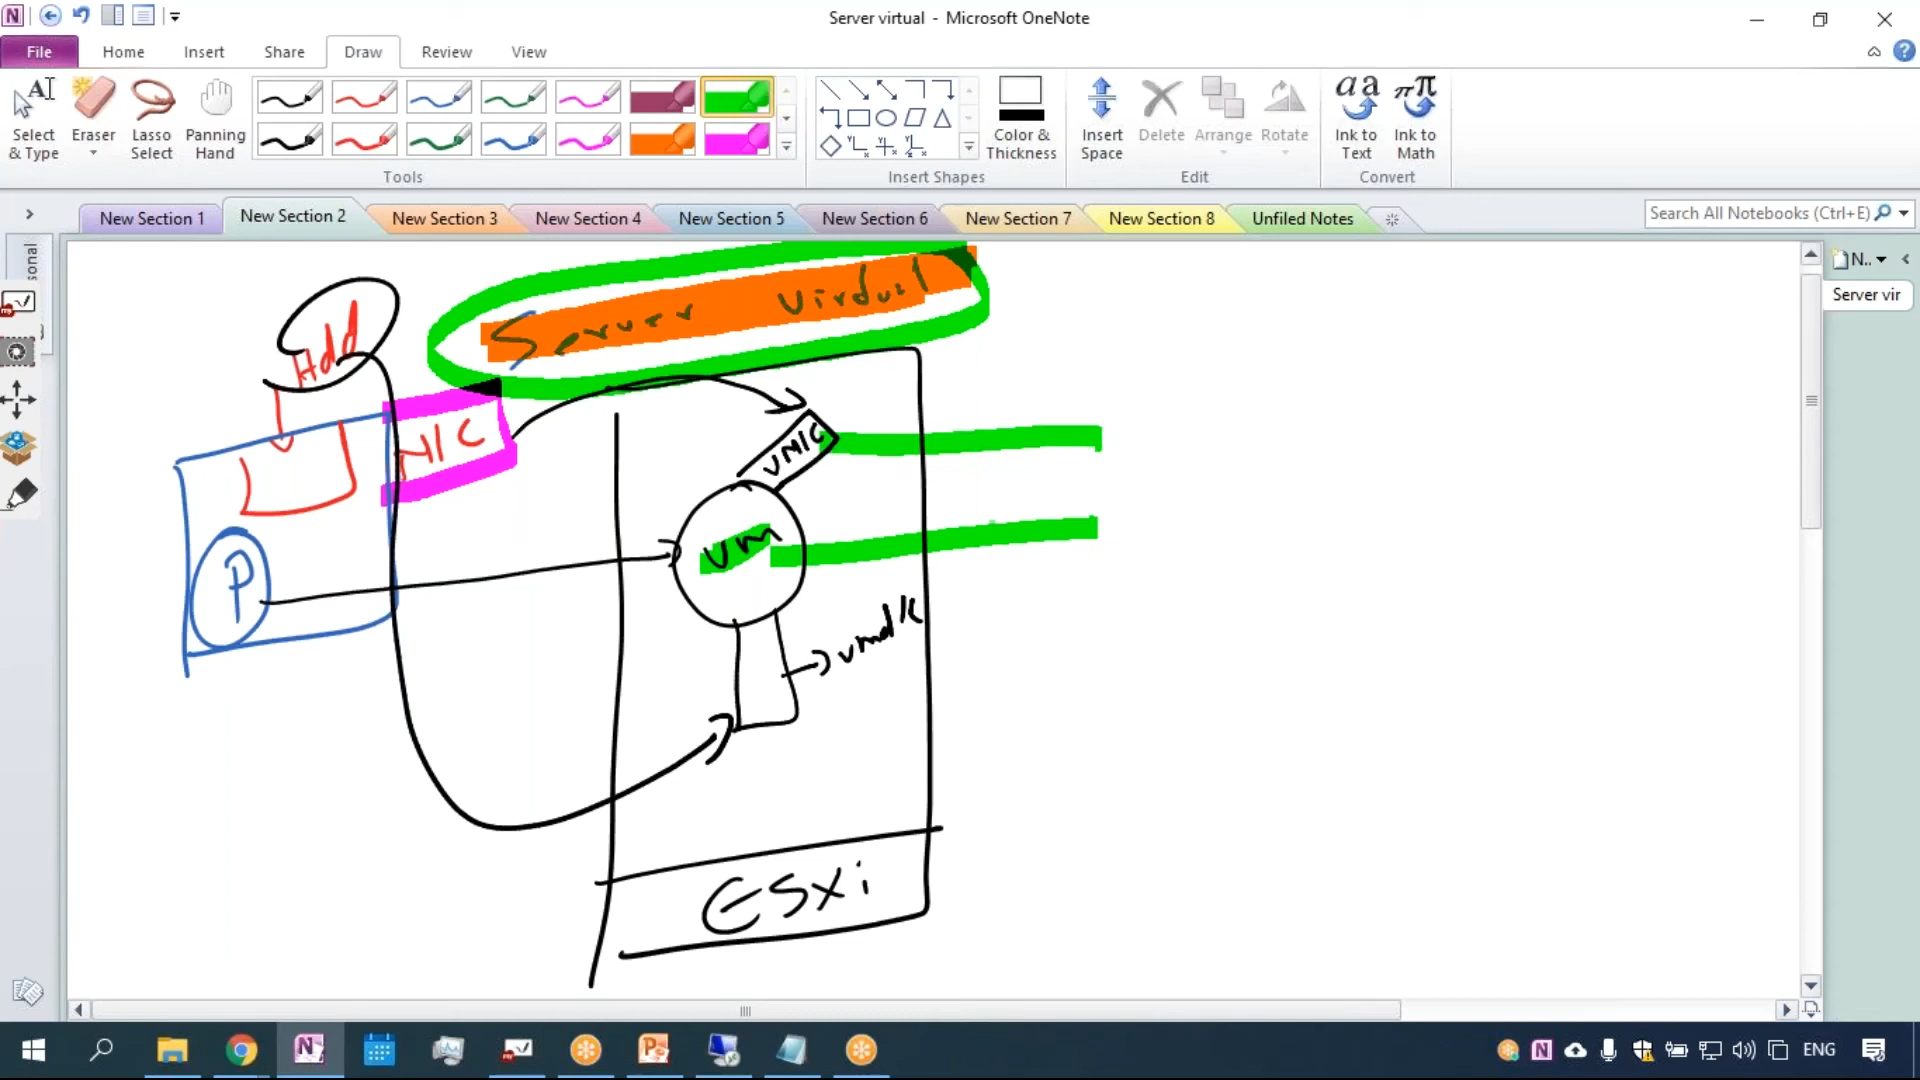 Server virtual - Microsoft OneNote
File Home Insert Share Draw Review View
Select & Type
Eraser
Lasso Select
Panning Hand
Color & Thickness
Insert Space
Delete
Arrange
Rotate
Ink to Text
Ink to Math
Tools
Insert Shapes
Edit
Convert
New Section 1 New Section 2 New Section 3 New Section 4 New Section 5 New Section 6 New Section 7 New Section 8 Unfiled Notes
Search All Notebooks (Ctrl+E)
sonal
N..
Server vir
Server Virdual
Hdd
NIC
VNIC
P
vm
vmdk
ESXi
ENG